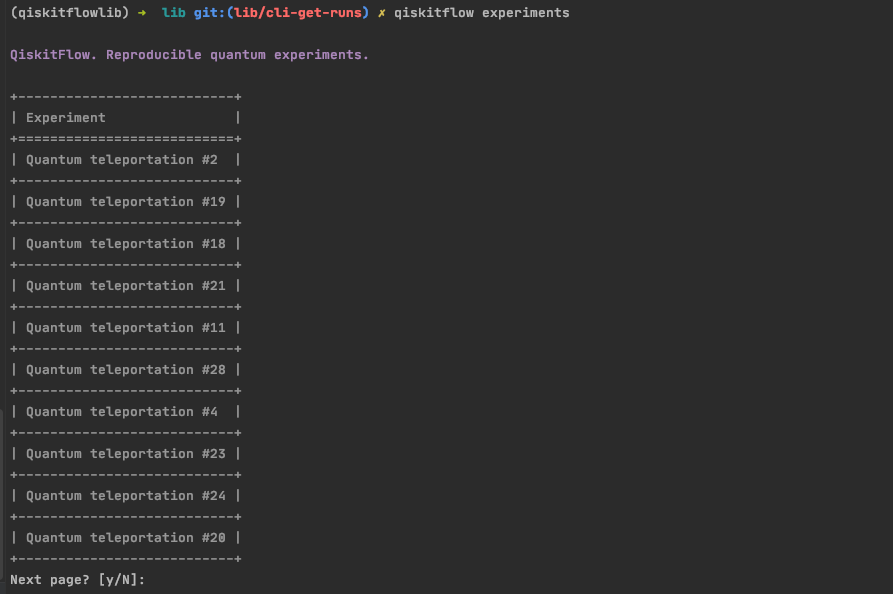 (qiskitflowlib) ➜  lib git:(lib/cli-get-runs) ✗ qiskitflow experiments
QiskitFlow. Reproducible quantum experiments.
+---------------------------+
| Experiment                |
+===========================+
| Quantum teleportation #2  |
+---------------------------+
| Quantum teleportation #19 |
+---------------------------+
| Quantum teleportation #18 |
+---------------------------+
| Quantum teleportation #21 |
+---------------------------+
| Quantum teleportation #11 |
+---------------------------+
| Quantum teleportation #28 |
+---------------------------+
| Quantum teleportation #4  |
+---------------------------+
| Quantum teleportation #23 |
+---------------------------+
| Quantum teleportation #24 |
+---------------------------+
| Quantum teleportation #20 |
+---------------------------+
Next page? [y/N]: